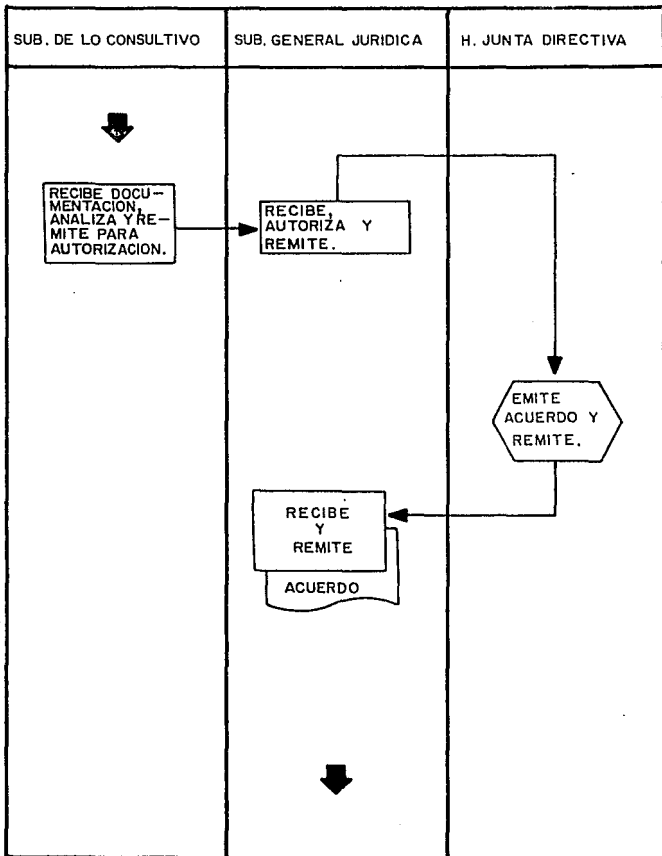 SUB. DE LO CONSULTIVO
SUB. GENERAL JURIDICA
H. JUNTA DIRECTIVA
RECIBE DOCU-
MENTACION,
ANALIZA Y RE-
MITE PARA
AUTORIZACION.
RECIBE,
AUTORIZA Y
REMITE.
EMITE
ACUERDO Y
REMITE.
RECIBE
Y
REMITE
ACUERDO